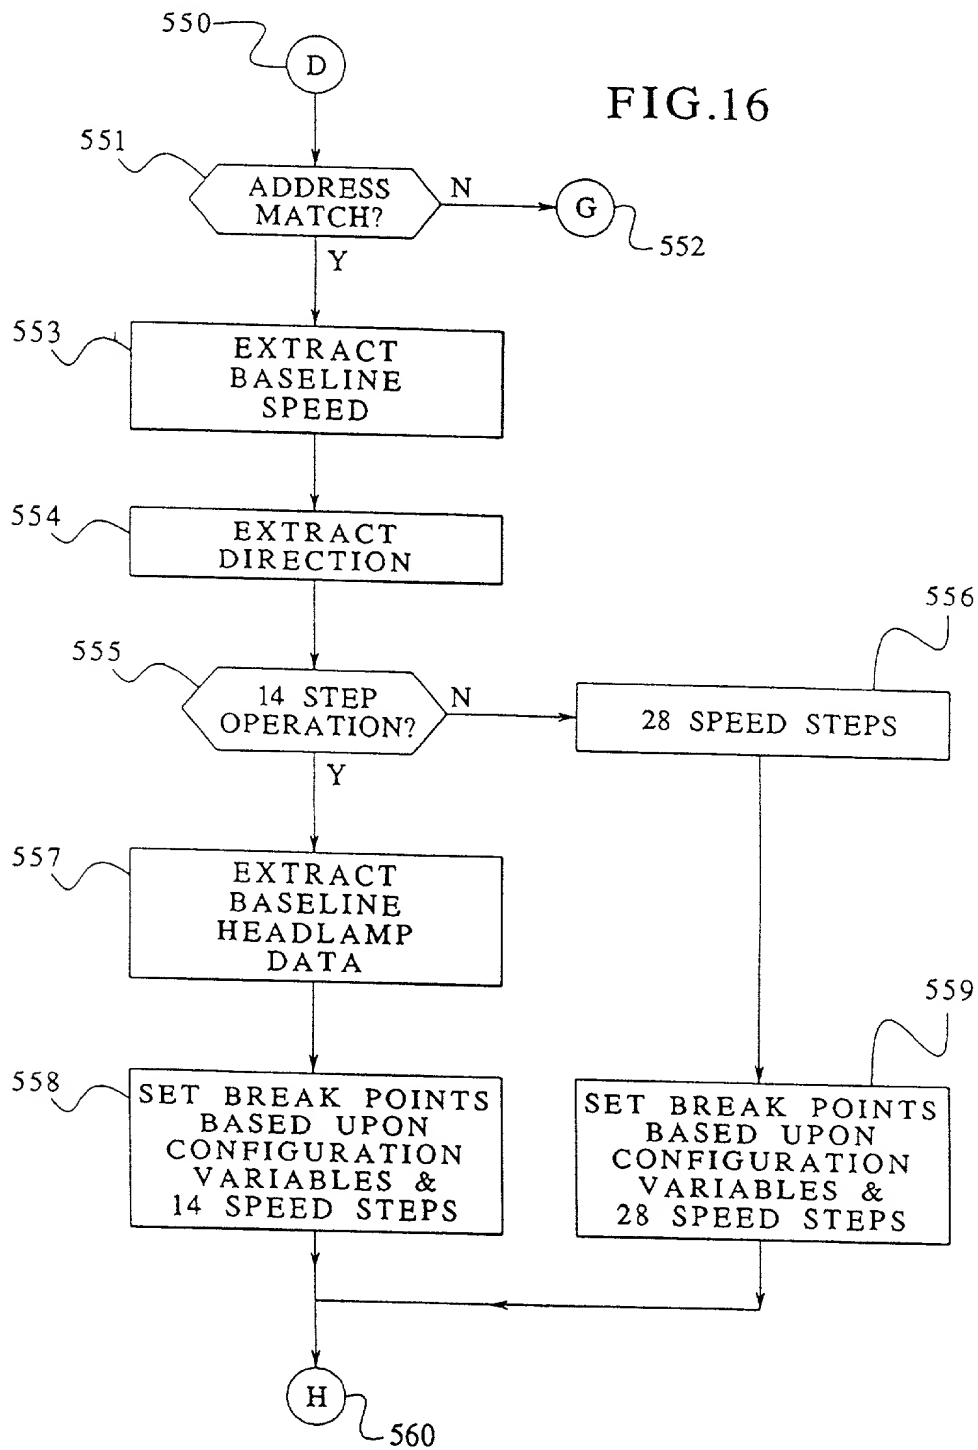 550
D
FIG.16
551
ADDRESS
MATCH?
N
G
552
Y
553
EXTRACT
BASELINE
SPEED
554
EXTRACT
DIRECTION
555
14 STEP
OPERATION?
N
556
28 SPEED STEPS
Y
557
EXTRACT
BASELINE
HEADLAMP
DATA
558
SET BREAK POINTS
BASED UPON
CONFIGURATION
VARIABLES &
14 SPEED STEPS
559
SET BREAK POINTS
BASED UPON
CONFIGURATION
VARIABLES &
28 SPEED STEPS
H
560